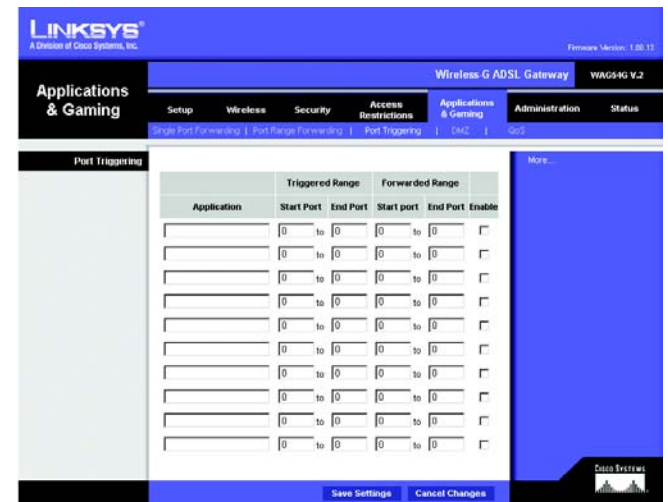 LINKSYS®
A Division of Cisco Systems, Inc.
Firmware Version: 1.00.13
Applications & Gaming
Wireless-G ADSL Gateway WAG54G V.2
Setup Wireless Security Access Restrictions Applications & Gaming Administration Status
Single Port Forwarding | Port Range Forwarding | Port Triggering | DMZ | QoS
Port Triggering
More...
Triggered Range Forwarded Range
Application Start Port End Port Start port End Port Enable
0 to 0 0 to 0
0 to 0 0 to 0
0 to 0 0 to 0
0 to 0 0 to 0
0 to 0 0 to 0
0 to 0 0 to 0
0 to 0 0 to 0
0 to 0 0 to 0
0 to 0 0 to 0
0 to 0 0 to 0
CISCO SYSTEMS
Save Settings Cancel Changes